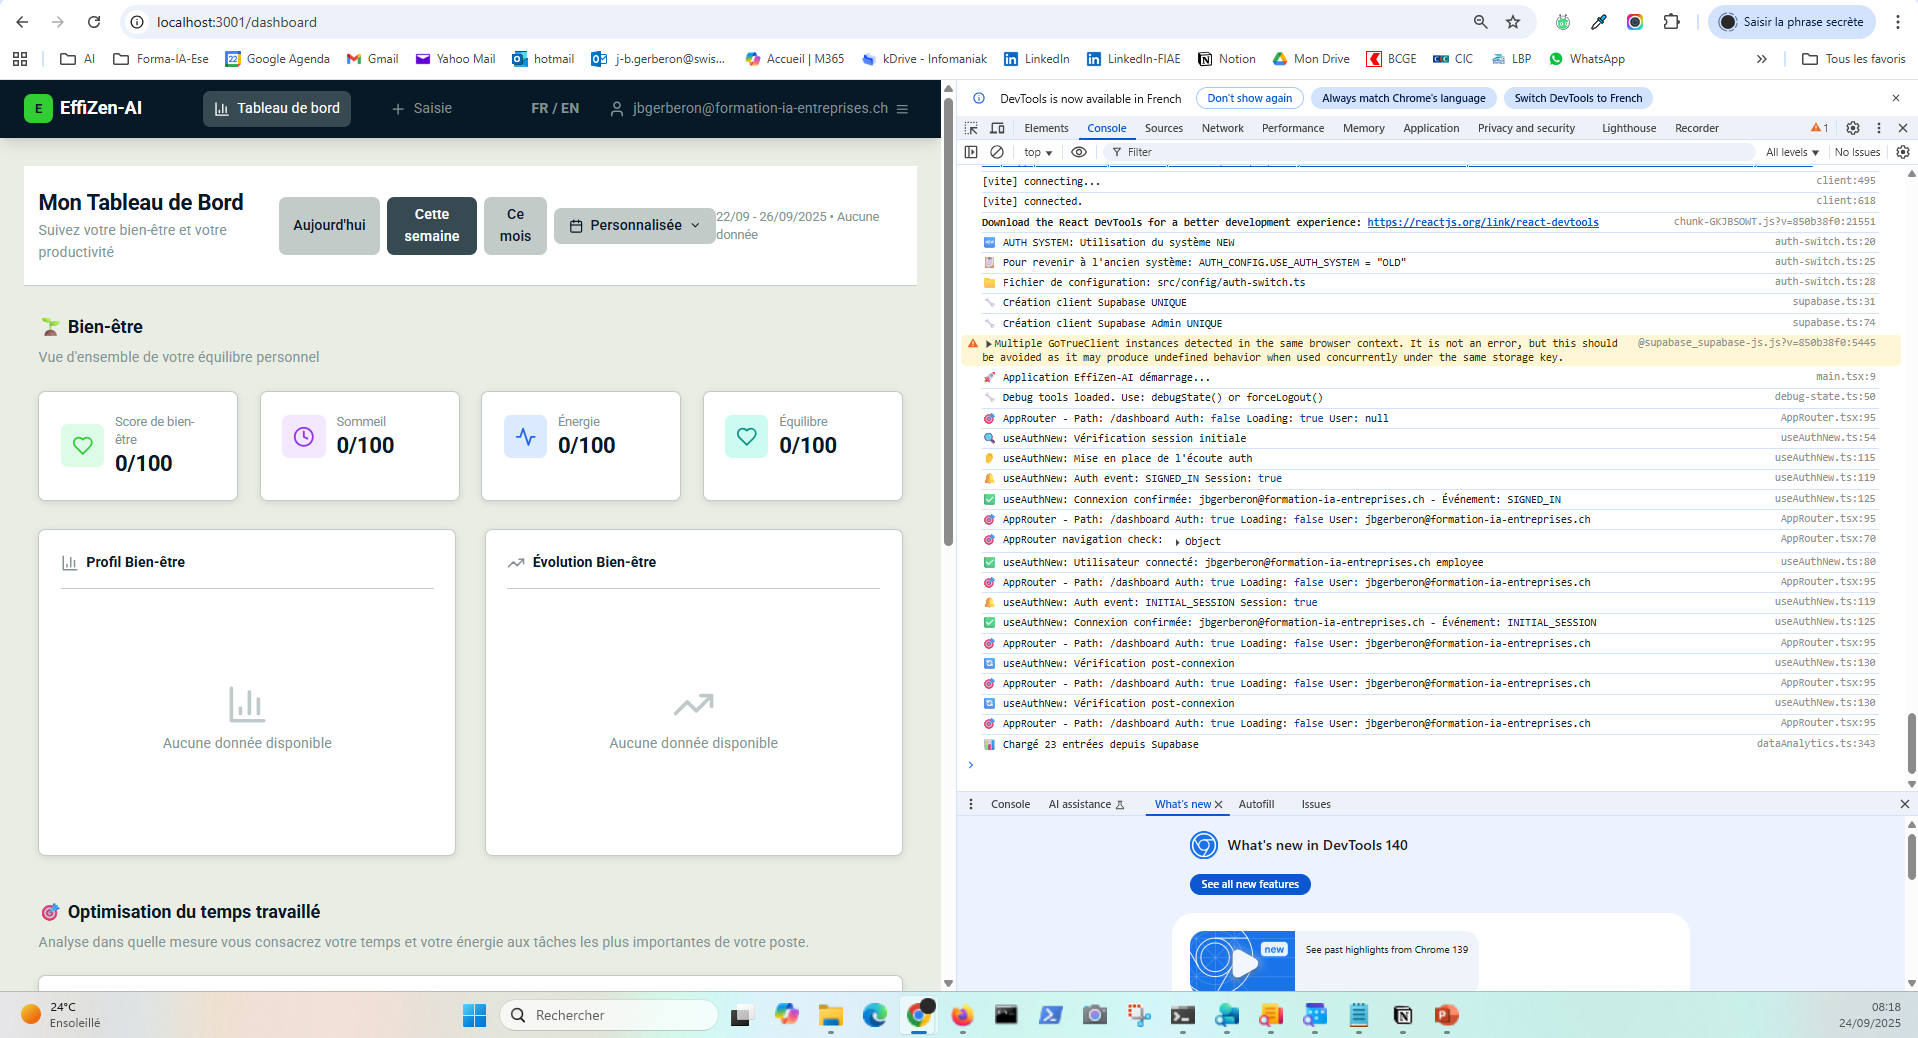 localhost:3001/dashboard
Saisir la phrase secrète
AI
Forma-IA-Ese
Google Agenda
Gmail
Yahoo Mail
hotmail
j-b.gerberon@swis...
Accueil | M365
kDrive - Infomaniak
LinkedIn
LinkedIn-FIAE
Notion
Mon Drive
BCGE
CIC
LBP
WhatsApp
Tous les favoris
E EffiZen-AI
Tableau de bord
Saisie
FR / EN
jbgerberon@formation-ia-entreprises.ch
Mon Tableau de Bord
Suivez votre bien-être et votre
productivité
Aujourd'hui
Cette
semaine
Ce
mois
Personnalisée
22/09 - 26/09/2025 • Aucune
donnée
Bien-être
Vue d'ensemble de votre équilibre personnel
Score de bien-
être
0/100
Sommeil
0/100
Énergie
0/100
Équilibre
0/100
Profil Bien-être
Aucune donnée disponible
Évolution Bien-être
Aucune donnée disponible
Optimisation du temps travaillé
Analyse dans quelle mesure vous consacrez votre temps et votre énergie aux tâches les plus importantes de votre poste.
DevTools is now available in French
Don't show again
Always match Chrome's language
Switch DevTools to French
Elements
Console
Sources
Network
Performance
Memory
Application
Privacy and security
Lighthouse
Recorder
1
top
Filter
All levels
No Issues
[vite] connecting... client:495
[vite] connected. client:618
Download the React DevTools for a better development experience: https://reactjs.org/link/react-devtools chunk-GKJBSOWT.js?v=850b38f0:21551
AUTH SYSTEM: Utilisation du système NEW auth-switch.ts:20
Pour revenir à l'ancien système: AUTH_CONFIG.USE_AUTH_SYSTEM = "OLD" auth-switch.ts:25
Fichier de configuration: src/config/auth-switch.ts auth-switch.ts:28
Création client Supabase UNIQUE supabase.ts:31
Création client Supabase Admin UNIQUE supabase.ts:74
Multiple GoTrueClient instances detected in the same browser context. It is not an error, but this should @supabase_supabase-js.js?v=850b38f0:5445
be avoided as it may produce undefined behavior when used concurrently under the same storage key.
Application EffiZen-AI démarrage... main.tsx:9
Debug tools loaded. Use: debugState() or forceLogout() debug-state.ts:50
AppRouter - Path: /dashboard Auth: false Loading: true User: null AppRouter.tsx:95
useAuthNew: Vérification session initiale useAuthNew.ts:54
useAuthNew: Mise en place de l'écoute auth useAuthNew.ts:115
useAuthNew: Auth event: SIGNED_IN Session: true useAuthNew.ts:119
useAuthNew: Connexion confirmée: jbgerberon@formation-ia-entreprises.ch - Événement: SIGNED_IN useAuthNew.ts:125
AppRouter - Path: /dashboard Auth: true Loading: false User: jbgerberon@formation-ia-entreprises.ch AppRouter.tsx:95
AppRouter navigation check: Object AppRouter.tsx:70
useAuthNew: Utilisateur connecté: jbgerberon@formation-ia-entreprises.ch employee useAuthNew.ts:80
AppRouter - Path: /dashboard Auth: true Loading: false User: jbgerberon@formation-ia-entreprises.ch AppRouter.tsx:95
useAuthNew: Auth event: INITIAL_SESSION Session: true useAuthNew.ts:119
useAuthNew: Connexion confirmée: jbgerberon@formation-ia-entreprises.ch - Événement: INITIAL_SESSION useAuthNew.ts:125
AppRouter - Path: /dashboard Auth: true Loading: false User: jbgerberon@formation-ia-entreprises.ch AppRouter.tsx:95
useAuthNew: Vérification post-connexion useAuthNew.ts:130
AppRouter - Path: /dashboard Auth: true Loading: false User: jbgerberon@formation-ia-entreprises.ch AppRouter.tsx:95
useAuthNew: Vérification post-connexion useAuthNew.ts:130
AppRouter - Path: /dashboard Auth: true Loading: false User: jbgerberon@formation-ia-entreprises.ch AppRouter.tsx:95
Chargé 23 entrées depuis Supabase dataAnalytics.ts:343
Console
AI assistance
What's new
Autofill
Issues
What's new in DevTools 140
See all new features
new
See past highlights from Chrome 139
24°C
Ensoleillé
Rechercher
08:18
24/09/2025